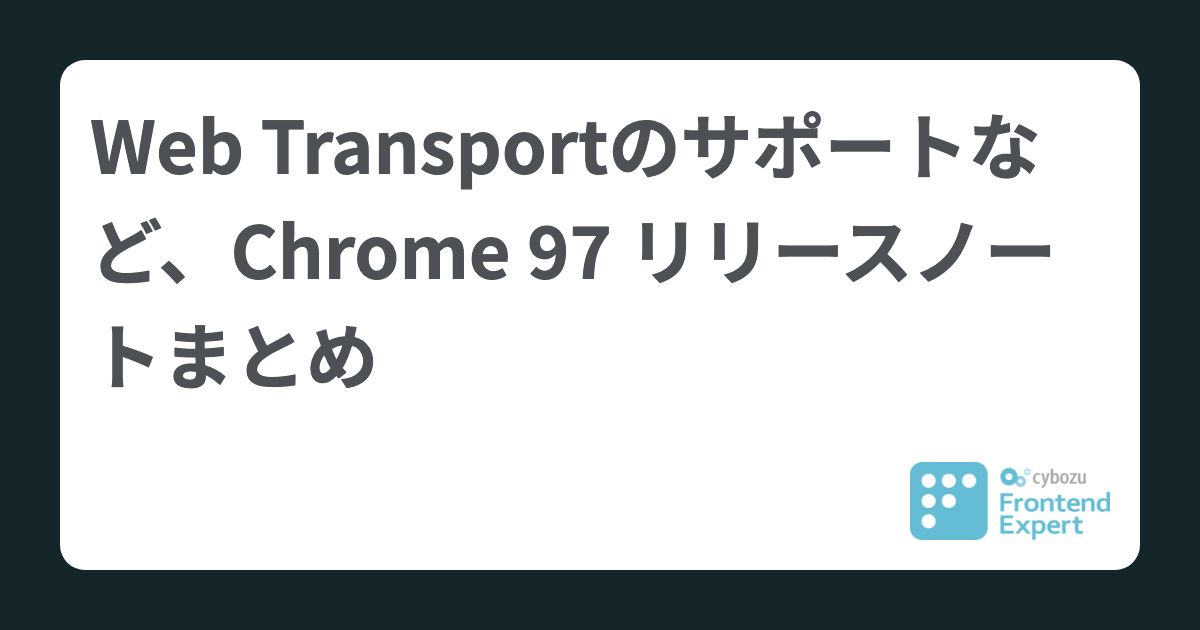 Web Transportのサポートな
ど、Chrome 97 リリースノー
トまとめ
cybozu
Frontend
Expert